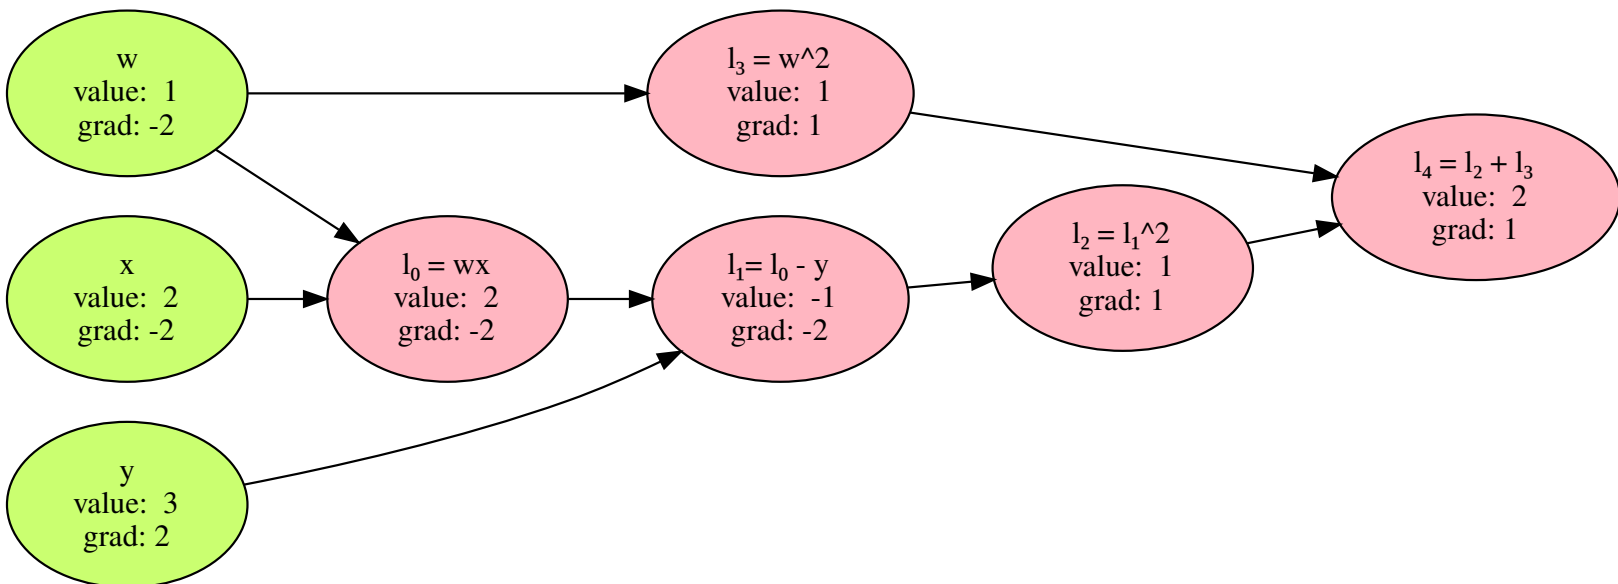 w
value: 1
grad: -2
l₃ = w^2
value: 1
grad: 1
l₄ = l₂ + l₃
value: 2
grad: 1
x
value: 2
grad: -2
l₀ = wx
value: 2
grad: -2
l₁= l₀ - y
value: -1
grad: -2
l₂ = l₁^2
value: 1
grad: 1
y
value: 3
grad: 2